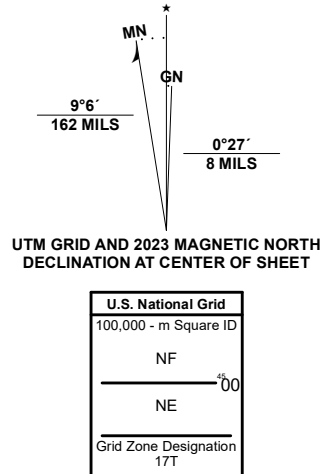 ★
MN
GN
9°6´
162 MILS
0°27´
8 MILS
UTM GRID AND 2023 MAGNETIC NORTH
DECLINATION AT CENTER OF SHEET
U.S. National Grid
100,000 - m Square ID
NF
45 00
NE
Grid Zone Designation
17T